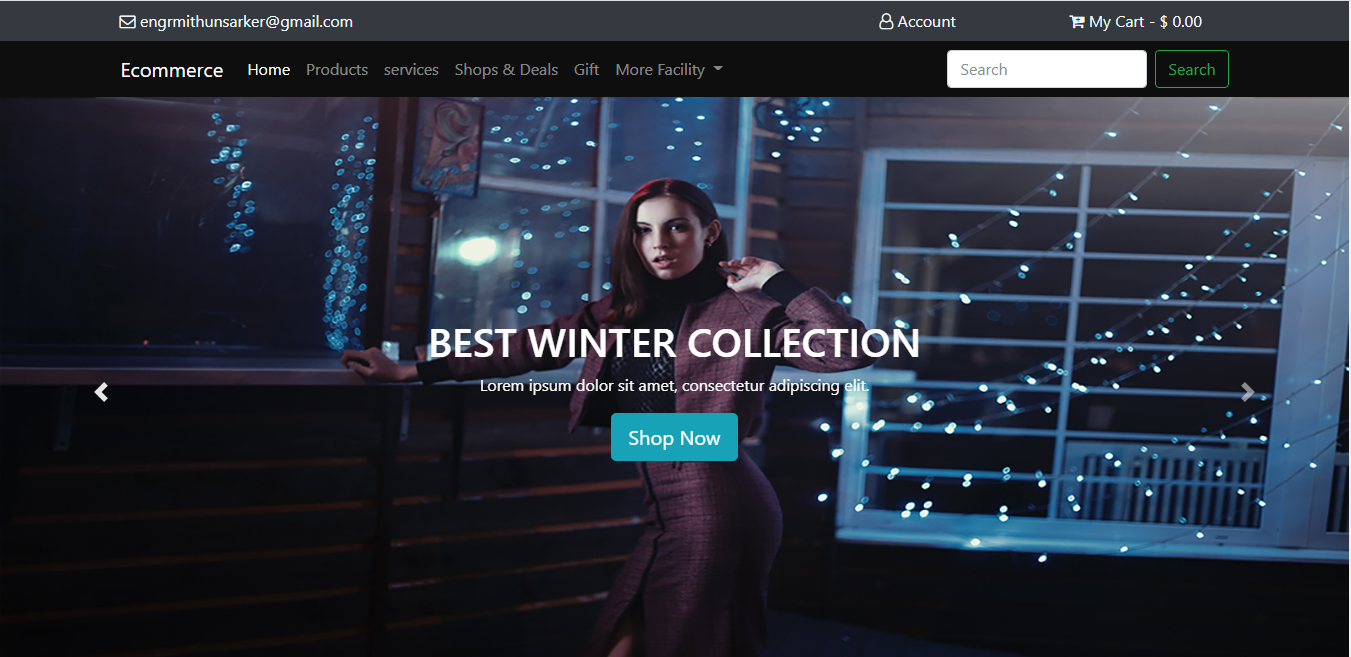 engrmithunsarker@gmail.com Account My Cart - $ 0.00
Ecommerce Home Products services Shops & Deals Gift More Facility Search Search
BEST WINTER COLLECTION
Lorem ipsum dolor sit amet, consectetur adipiscing elit.
Shop Now